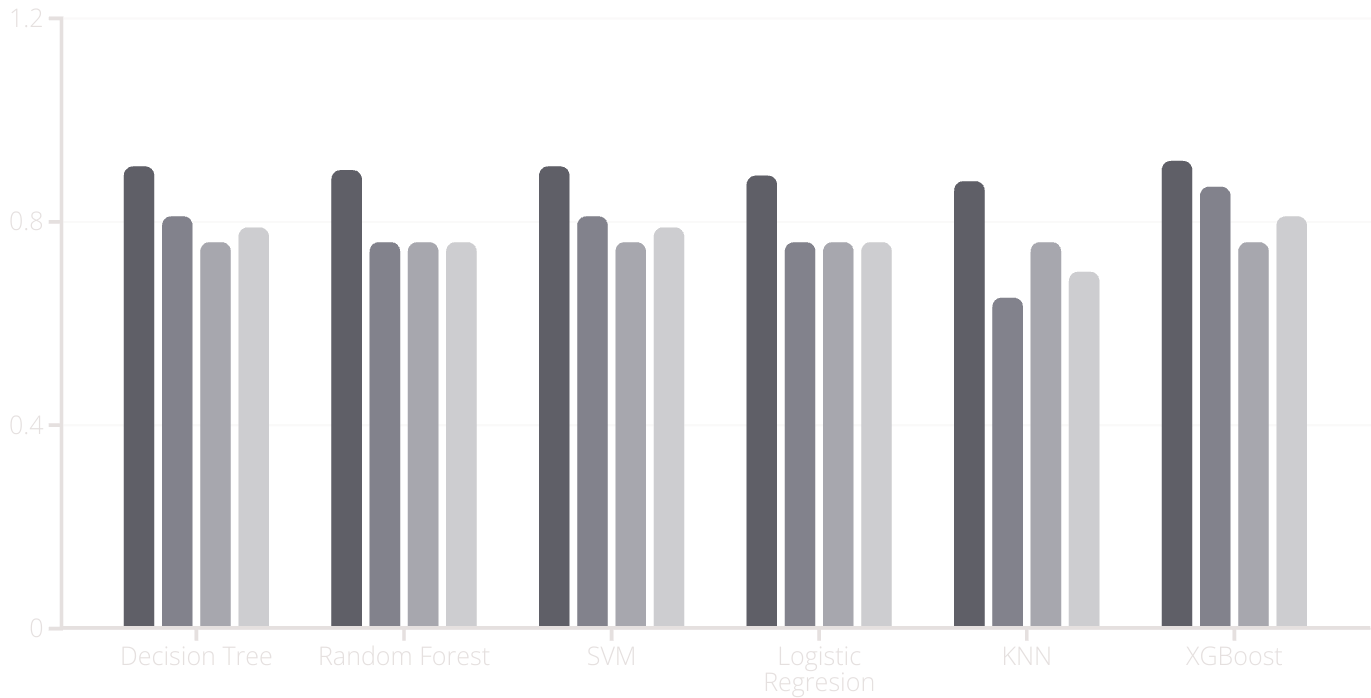 1.2
0.8
0.4
0
Decision Tree
Random Forest
SVM
Logistic
Regresion
KNN
XGBoost